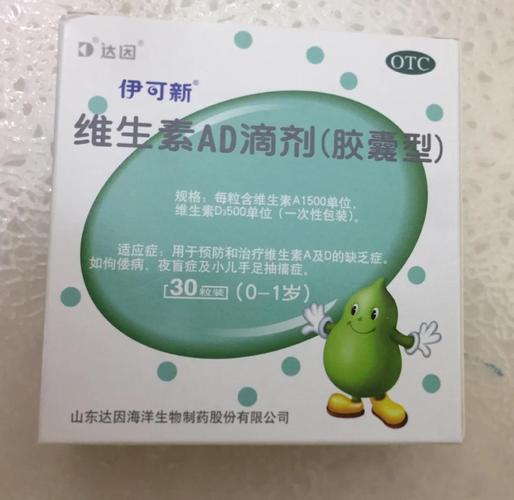 达因®
OTC
伊可新®
维生素AD滴剂(胶囊型)
规格：每粒含维生素A1500单位，
维生素D₃500单位（一次性包装）。
适应症：用于预防和治疗维生素A及D的缺乏症。
如佝偻病、夜盲症及小儿手足抽搐症。
30粒装（0-1岁）
山东达因海洋生物制药股份有限公司